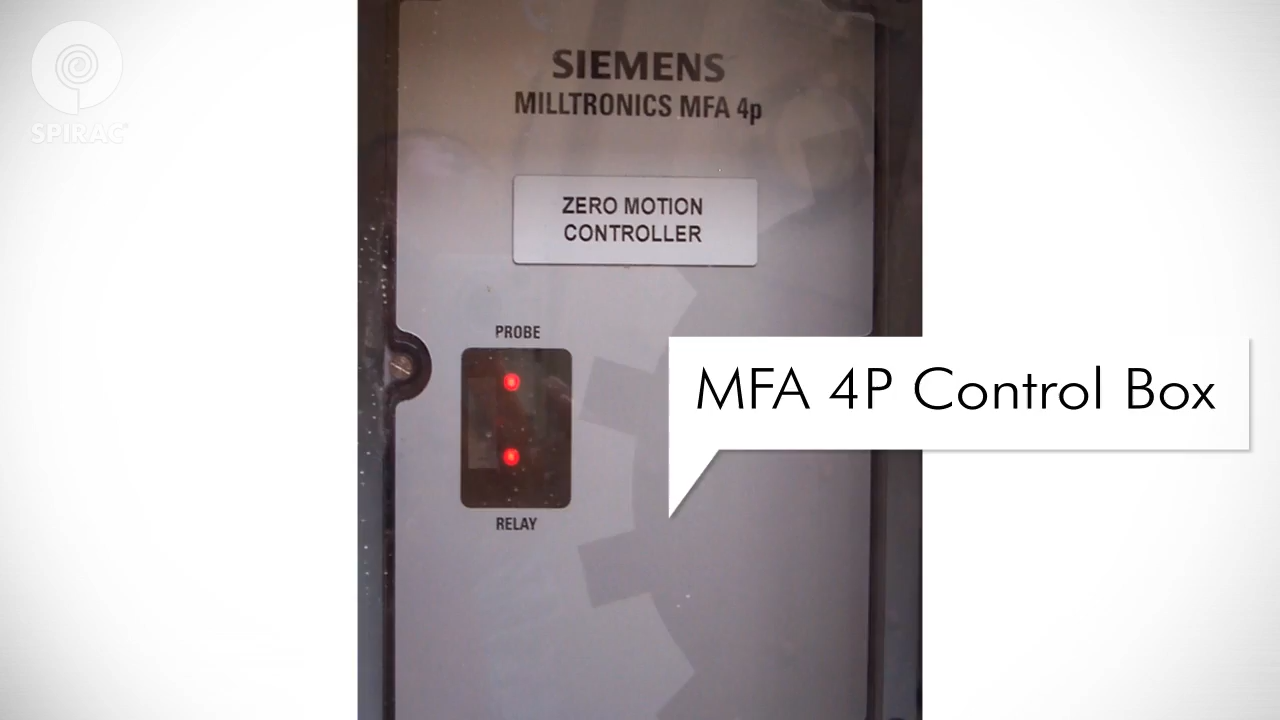 SPIRAC
SIEMENS
MILLTRONICS MFA 4p
ZERO MOTION
CONTROLLER
PROBE
RELAY
MFA 4P Control Box